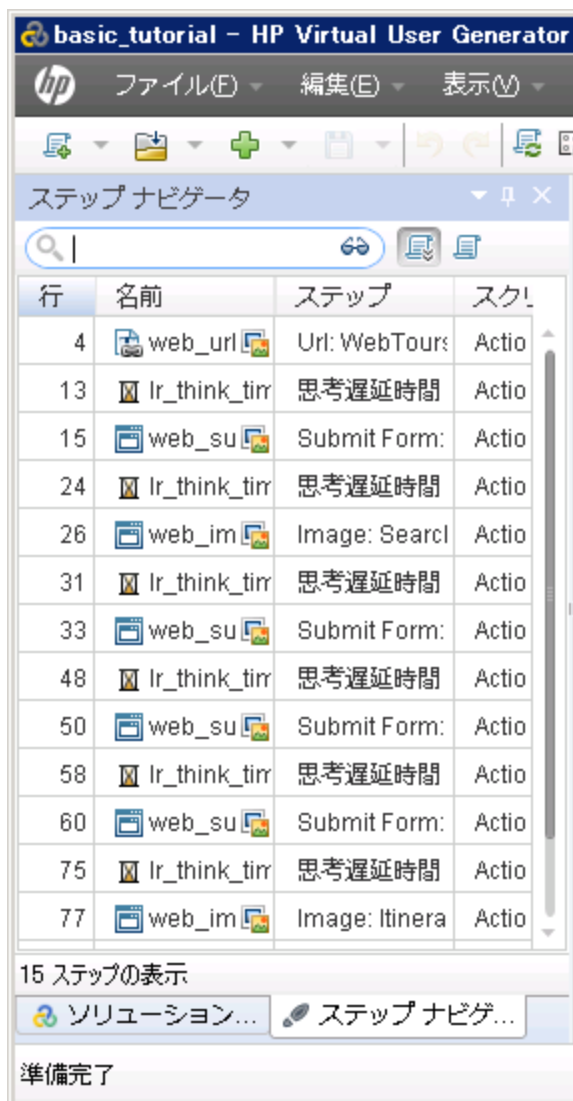 basic_tutorial – HP Virtual User Generator
hp ファイル(F) 編集(E) 表示(V)
ステップ ナビゲータ
行 名前 ステップ スクリ
4 web_url Url: WebTours Actio
13 lr_think_tim 思考遅延時間 Actio
15 web_su Submit Form: Actio
24 lr_think_tim 思考遅延時間 Actio
26 web_im Image: Searcl Actio
31 lr_think_tim 思考遅延時間 Actio
33 web_su Submit Form: Actio
48 lr_think_tim 思考遅延時間 Actio
50 web_su Submit Form: Actio
58 lr_think_tim 思考遅延時間 Actio
60 web_su Submit Form: Actio
75 lr_think_tim 思考遅延時間 Actio
77 web_im Image: Itinera Actio
15 ステップの表示
ソリューション... ステップ ナビゲ...
準備完了